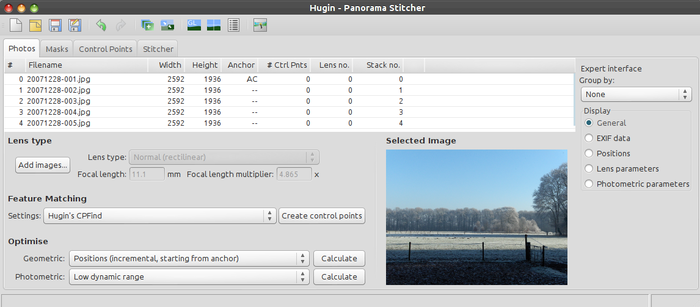 Hugin - Panorama Stitcher
Photos Masks Control Points Stitcher
# Filename Width Height Anchor # Ctrl Pnts Lens no. Stack no.
0 20071228-001.jpg 2592 1936 AC 0 0 0
1 20071228-002.jpg 2592 1936 -- 0 0 1
2 20071228-003.jpg 2592 1936 -- 0 0 2
3 20071228-004.jpg 2592 1936 -- 0 0 3
4 20071228-005.jpg 2592 1936 -- 0 0 4
Expert interface
Group by:
None
Display
General
EXIF data
Positions
Lens parameters
Photometric parameters
Lens type
Add images...
Lens type: Normal (rectilinear)
Focal length: 11.1 mm Focal length multiplier: 4.865 x
Feature Matching
Settings: Hugin's CPFind Create control points
Optimise
Geometric: Positions (incremental, starting from anchor) Calculate
Photometric: Low dynamic range Calculate
Selected Image